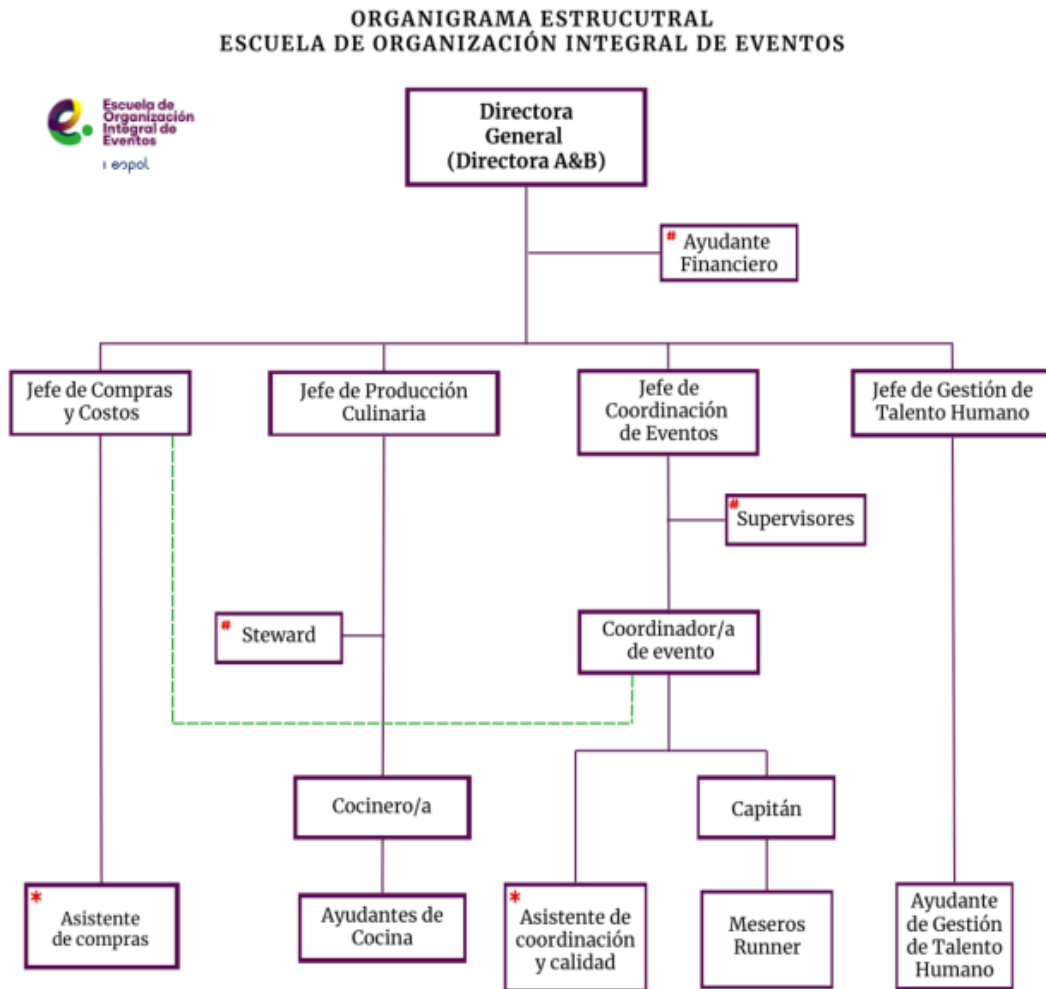 ORGANIGRAMA ESTRUCUTRAL
ESCUELA DE ORGANIZACIÓN INTEGRAL DE EVENTOS
Escuela de
Organización
Integral de
Eventos
espol
Directora
General
(Directora A&B)
# Ayudante
Financiero
Jefe de Compras
y Costos
Jefe de Producción
Culinaria
Jefe de
Coordinación
de Eventos
Jefe de Gestión de
Talento Humano
# Supervisores
# Steward
Coordinador/a
de evento
Cocinero/a
Capitán
* Asistente
de compras
Ayudantes de
Cocina
* Asistente de
coordinación
y calidad
Meseros
Runner
Ayudante
de Gestión
de Talento
Humano